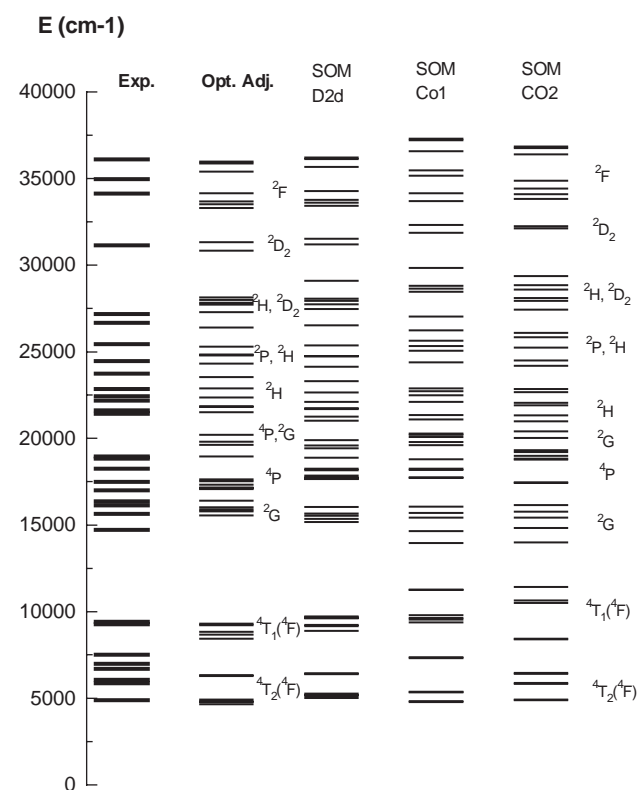 E (cm-1)
Exp. Opt. Adj. SOM D2d SOM Co1 SOM CO2
40000
35000
30000
25000
20000
15000
10000
5000
0
²F
²D₂
²H, ²D₂
²P, ²H
²H
⁴P,²G
⁴P
²G
⁴T₁(⁴F)
⁴T₂(⁴F)
²F
²D₂
²H, ²D₂
²P, ²H
²H
²G
⁴P
²G
⁴T₁(⁴F)
⁴T₂(⁴F)